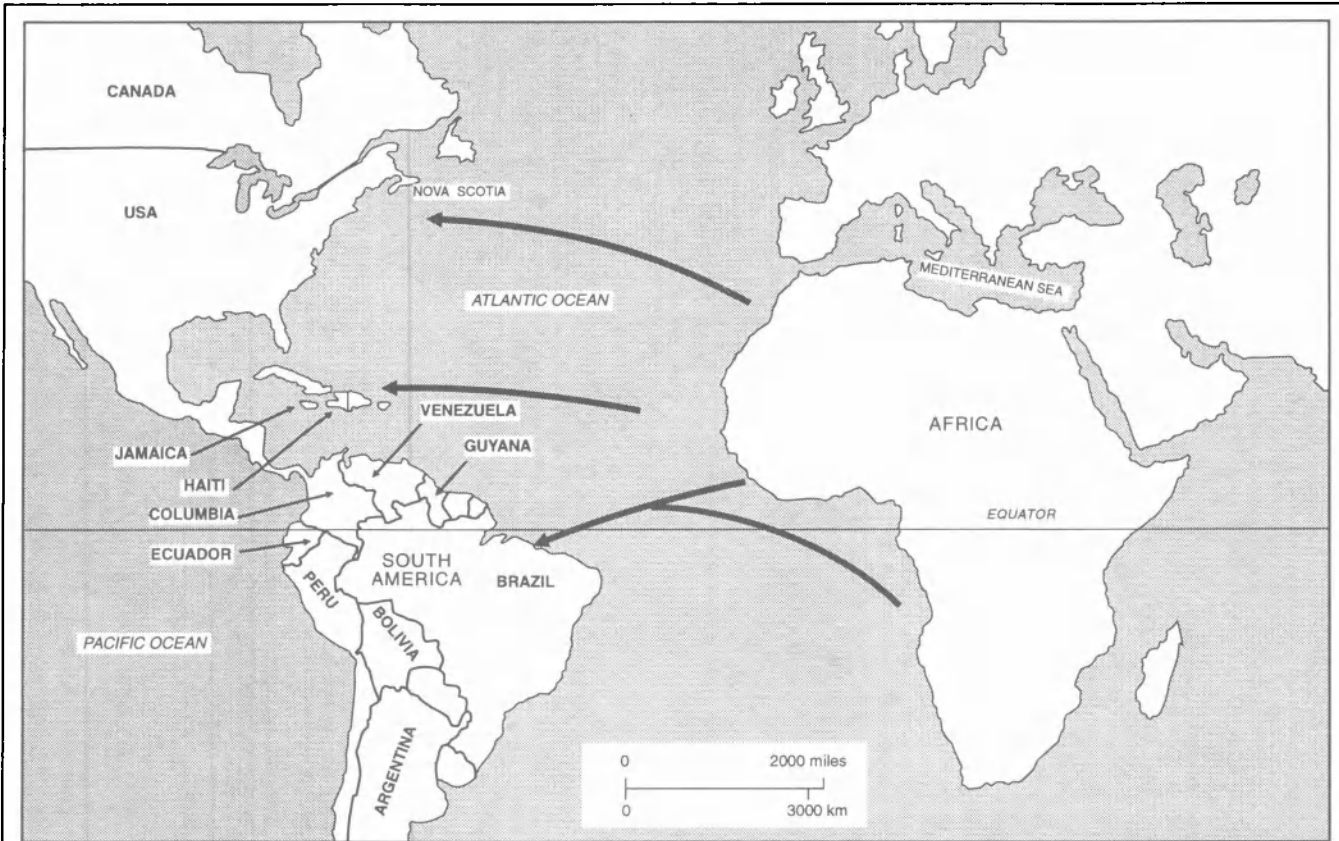 CANADA
NOVA SCOTIA
USA
MEDITERRANEAN SEA
ATLANTIC OCEAN
VENEZUELA
AFRICA
GUYANA
JAMAICA
HAITI
COLUMBIA
EQUATOR
ECUADOR
SOUTH
AMERICA
BRAZIL
PERU
BOLIVIA
PACIFIC OCEAN
ARGENTINA
0 2000 miles
0 3000 km